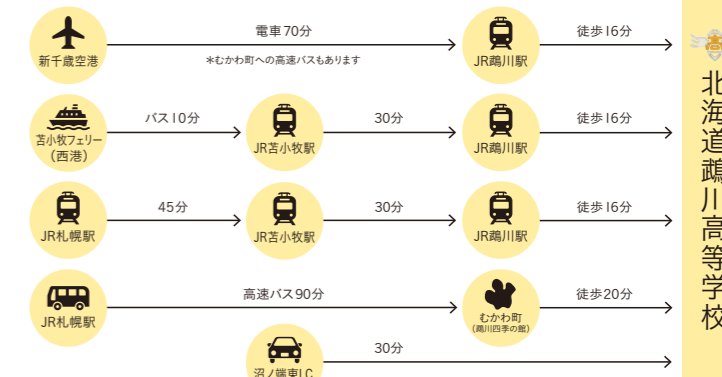 電車70分
徒歩16分
新千歳空港
*むかわ町への高速バスもあります
JR鵡川駅
バス10分
30分
徒歩16分
苫小牧フェリー
(西港)
JR苫小牧駅
JR鵡川駅
45分
30分
徒歩16分
JR札幌駅
JR苫小牧駅
JR鵡川駅
高速バス90分
徒歩20分
JR札幌駅
むかわ町
(鵡川四季の館)
30分
沼ノ端東I.C
北海道鵡川高等学校